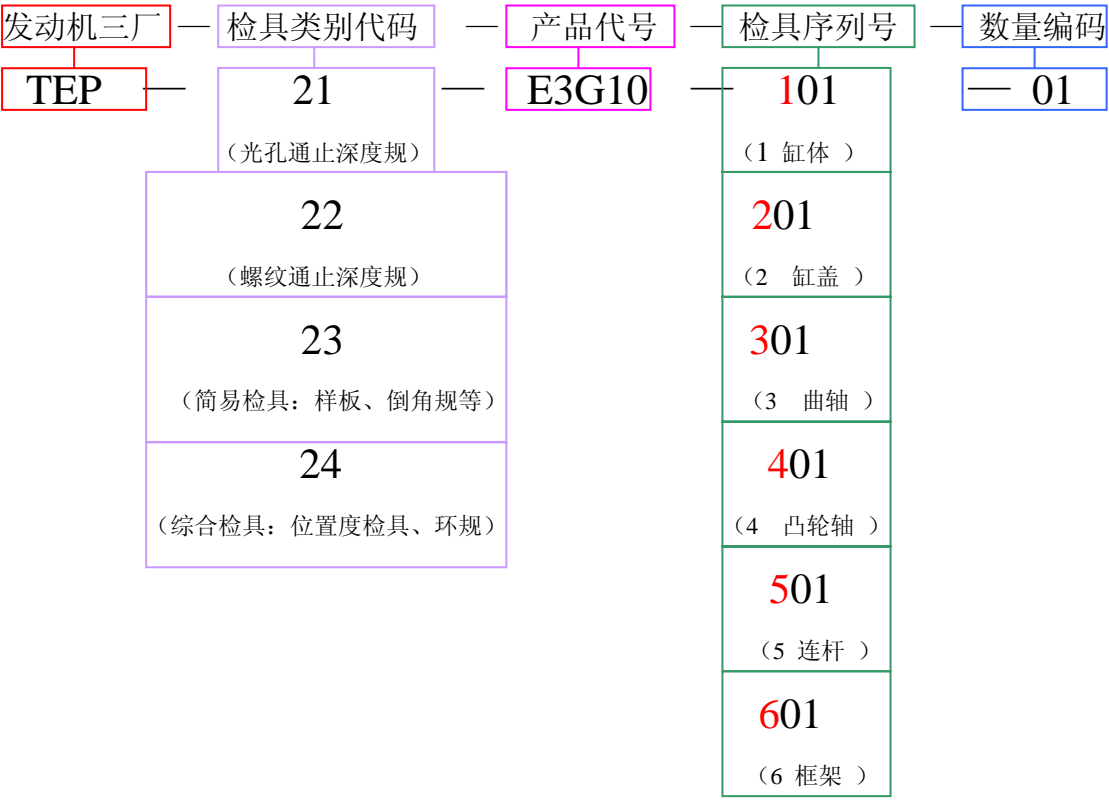 发动机三厂 — 检具类别代码 — 产品代号 — 检具序列号 — 数量编码
TEP — 21 — E3G10 — 101 — 01
（光孔通止深度规） （1 缸体 ）
22 201
（螺纹通止深度规） （2 缸盖 ）
23 301
（简易检具：样板、倒角规等） （3 曲轴 ）
24 401
（综合检具：位置度检具、环规） （4 凸轮轴 ）
501
（5 连杆 ）
601
（6 框架 ）